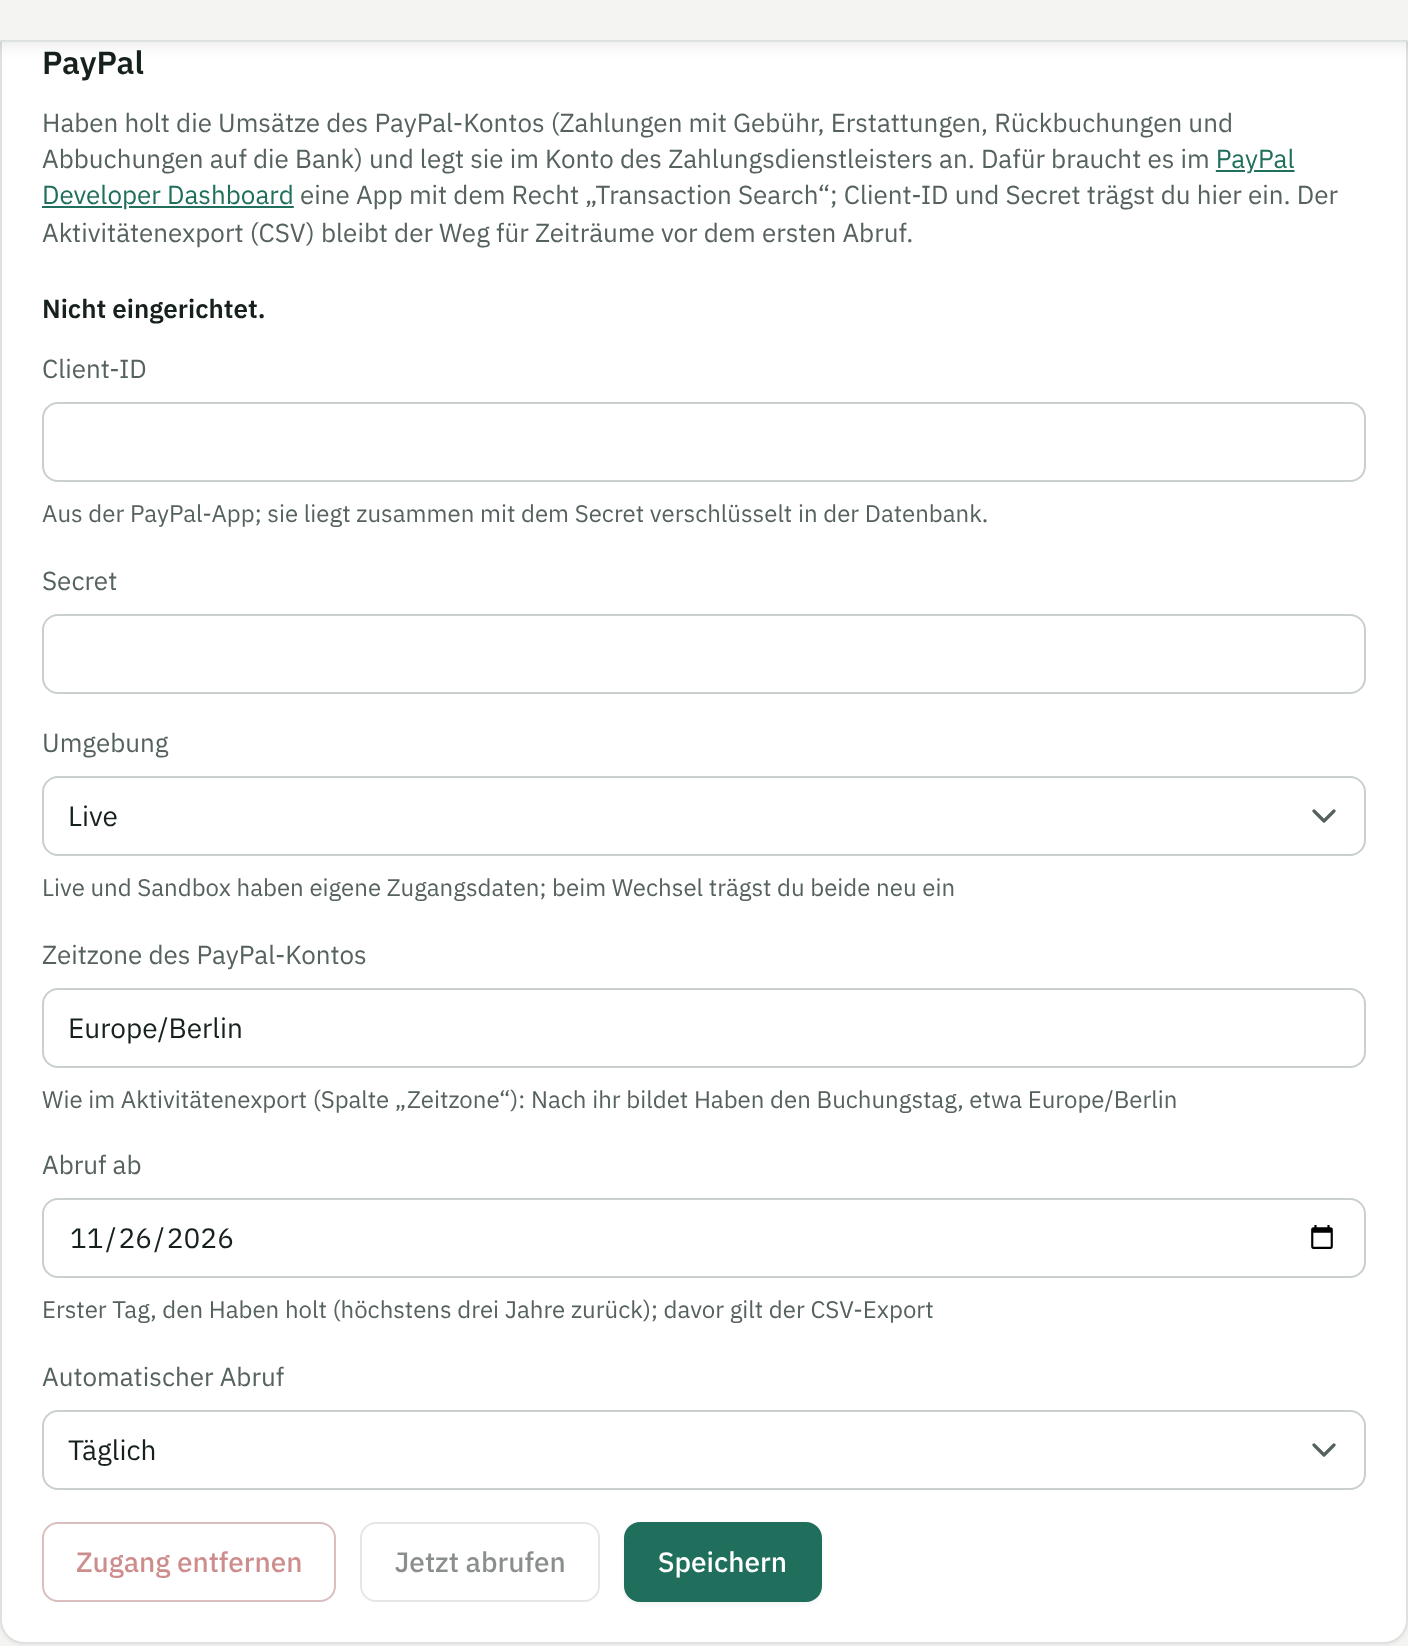 PayPal
Haben holt die Umsätze des PayPal-Kontos (Zahlungen mit Gebühr, Erstattungen, Rückbuchungen und
Abbuchungen auf die Bank) und legt sie im Konto des Zahlungsdienstleisters an. Dafür braucht es im PayPal
Developer Dashboard eine App mit dem Recht „Transaction Search“; Client-ID und Secret trägst du hier ein. Der
Aktivitätenexport (CSV) bleibt der Weg für Zeiträume vor dem ersten Abruf.
Nicht eingerichtet.
Client-ID
Aus der PayPal-App; sie liegt zusammen mit dem Secret verschlüsselt in der Datenbank.
Secret
Umgebung
Live
Live und Sandbox haben eigene Zugangsdaten; beim Wechsel trägst du beide neu ein
Zeitzone des PayPal-Kontos
Europe/Berlin
Wie im Aktivitätenexport (Spalte „Zeitzone“): Nach ihr bildet Haben den Buchungstag, etwa Europe/Berlin
Abruf ab
11/26/2026
Erster Tag, den Haben holt (höchstens drei Jahre zurück); davor gilt der CSV-Export
Automatischer Abruf
Täglich
Zugang entfernen
Jetzt abrufen
Speichern